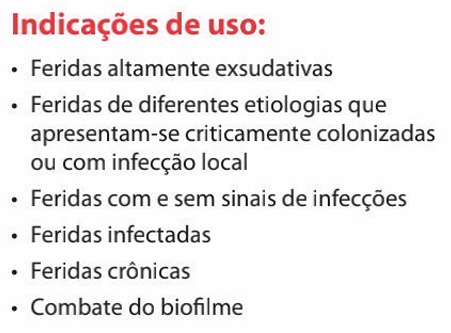 Indicações de uso:
• Feridas altamente exsudativas
• Feridas de diferentes etiologias que
apresentam-se criticamente colonizadas
ou com infecção local
• Feridas com e sem sinais de infecções
• Feridas infectadas
• Feridas crônicas
• Combate do biofilme